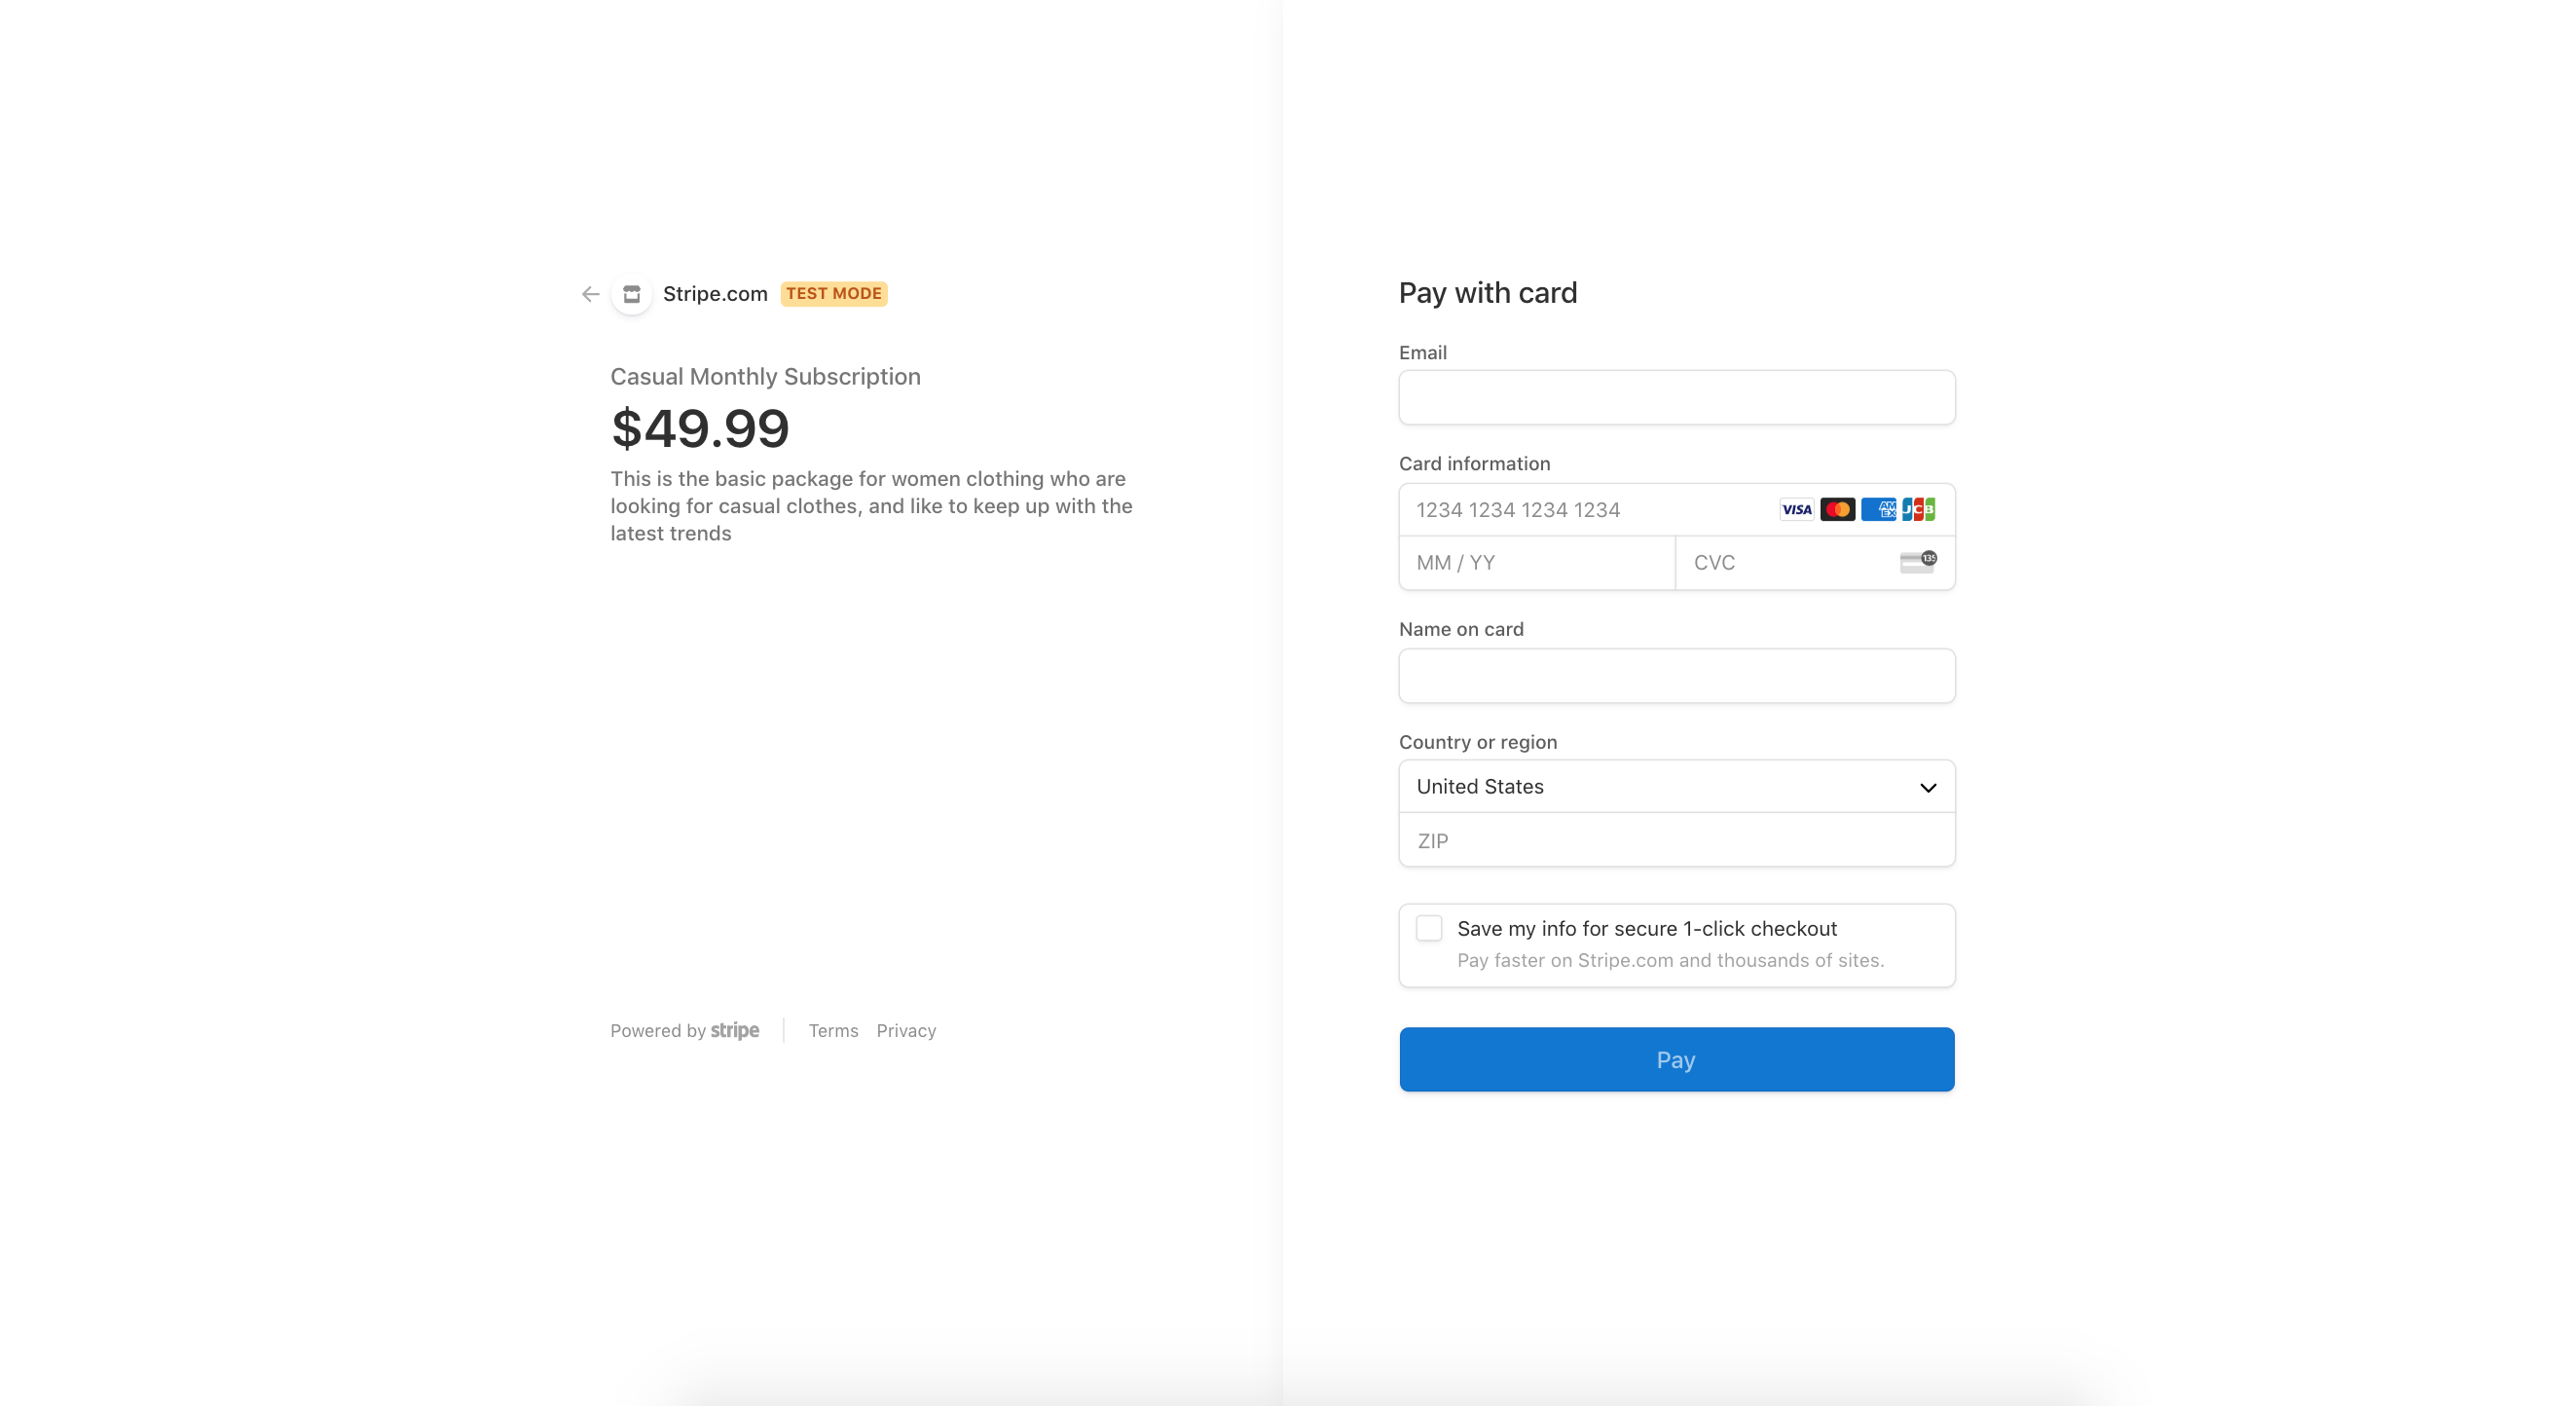 Stripe.com TEST MODE
Casual Monthly Subscription
$49.99
This is the basic package for women clothing who are
looking for casual clothes, and like to keep up with the
latest trends
Powered by stripe
Terms Privacy
Pay with card
Email
Card information
1234 1234 1234 1234
VISA
AM
EX
JCB
MM / YY
CVC
135
Name on card
Country or region
United States
ZIP
Save my info for secure 1-click checkout
Pay faster on Stripe.com and thousands of sites.
Pay